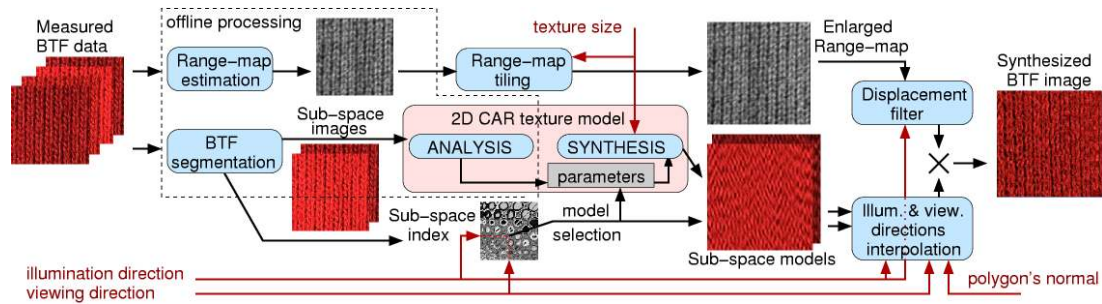 Measured
BTF data
offline processing
Range-map
estimation
texture size
Range-map
tiling
Enlarged
Range-map
Displacement
filter
Synthesized
BTF image
BTF
segmentation
Sub-space
images
2D CAR texture model
ANALYSIS
SYNTHESIS
parameters
Sub-space
index
model
selection
Sub-space models
Illum. & view.
directions
interpolation
illumination direction
viewing direction
polygon's normal